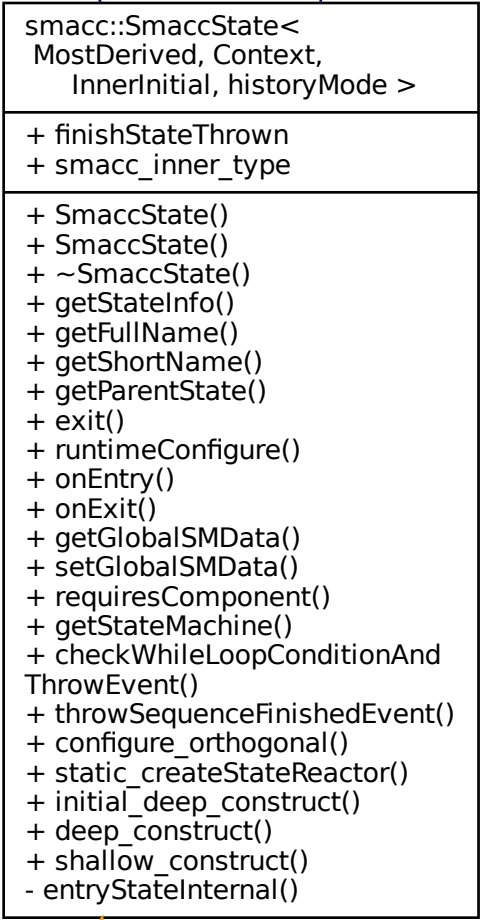 smacc::SmaccState<
MostDerived, Context,
InnerInitial, historyMode >
+ finishStateThrown
+ smacc_inner_type
+ SmaccState()
+ SmaccState()
+ ~SmaccState()
+ getStateInfo()
+ getFullName()
+ getShortName()
+ getParentState()
+ exit()
+ runtimeConfigure()
+ onEntry()
+ onExit()
+ getGlobalSMData()
+ setGlobalSMData()
+ requiresComponent()
+ getStateMachine()
+ checkWhileLoopConditionAnd
ThrowEvent()
+ throwSequenceFinishedEvent()
+ configure_orthogonal()
+ static_createStateReactor()
+ initial_deep_construct()
+ deep_construct()
+ shallow_construct()
- entryStateInternal()